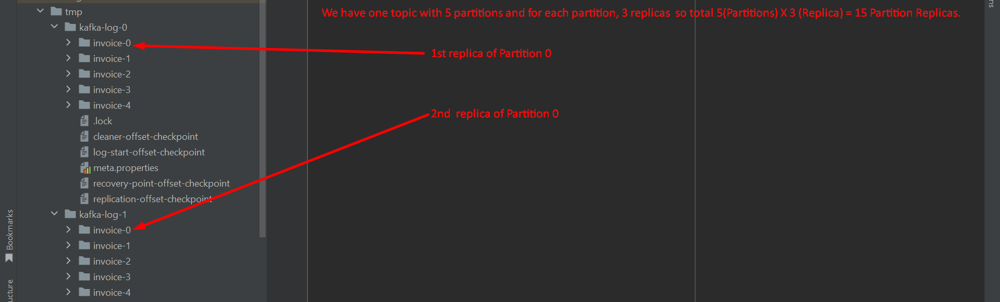 We have one topic with 5 partitions and for each partition, 3 replicas  so total 5(Partitions) X 3 (Replica) = 15 Partition Replicas.
tmp
kafka-log-0
invoice-0
1st replica of Partition 0
invoice-1
invoice-2
invoice-3
invoice-4
2nd  replica of Partition 0
.lock
cleaner-offset-checkpoint
log-start-offset-checkpoint
meta.properties
recovery-point-offset-checkpoint
replication-offset-checkpoint
kafka-log-1
invoice-0
invoice-1
invoice-2
invoice-3
invoice-4
Bookmarks